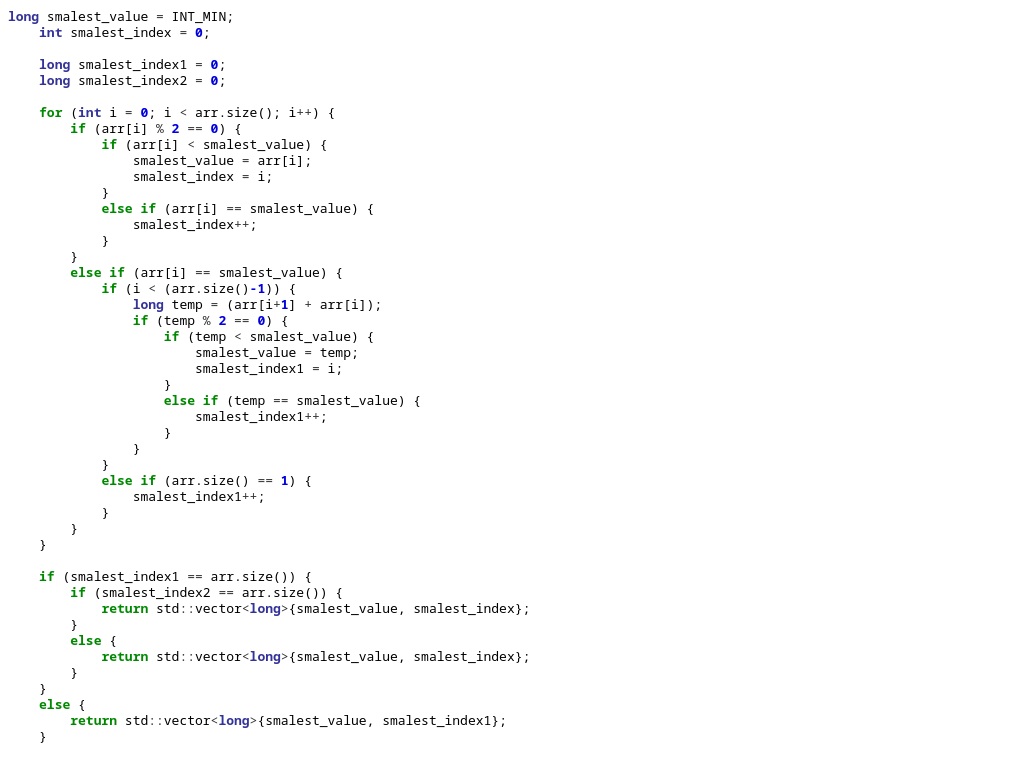 long smalest_value = INT_MIN;
    int smalest_index = 0;

    long smalest_index1 = 0;
    long smalest_index2 = 0;

    for (int i = 0; i < arr.size(); i++) {
        if (arr[i] % 2 == 0) {
            if (arr[i] < smalest_value) {
                smalest_value = arr[i];
                smalest_index = i;
            }
            else if (arr[i] == smalest_value) {
                smalest_index++;
            }
        }
        else if (arr[i] == smalest_value) {
            if (i < (arr.size()-1)) {
                long temp = (arr[i+1] + arr[i]);
                if (temp % 2 == 0) {
                    if (temp < smalest_value) {
                        smalest_value = temp;
                        smalest_index1 = i;
                    }
                    else if (temp == smalest_value) {
                        smalest_index1++;
                    }
                }
            }
            else if (arr.size() == 1) {
                smalest_index1++;
            }
        }
    }

    if (smalest_index1 == arr.size()) {
        if (smalest_index2 == arr.size()) {
            return std::vector<long>{smalest_value, smalest_index};
        }
        else {
            return std::vector<long>{smalest_value, smalest_index};
        }
    }
    else {
        return std::vector<long>{smalest_value, smalest_index1};
    }